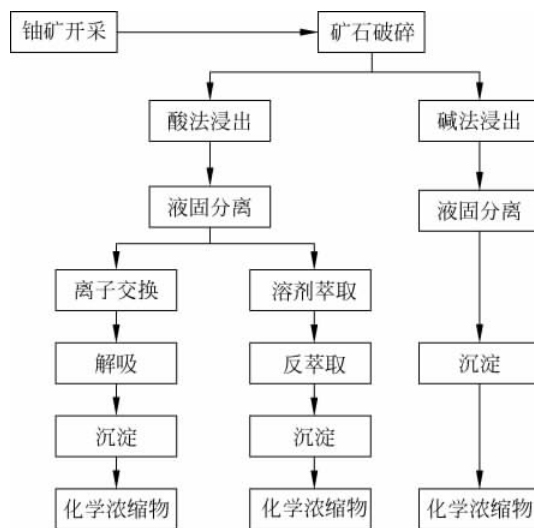 铀矿开采
矿石破碎
酸法浸出
碱法浸出
液固分离
液固分离
离子交换
溶剂萃取
解吸
反萃取
沉淀
沉淀
沉淀
化学浓缩物
化学浓缩物
化学浓缩物